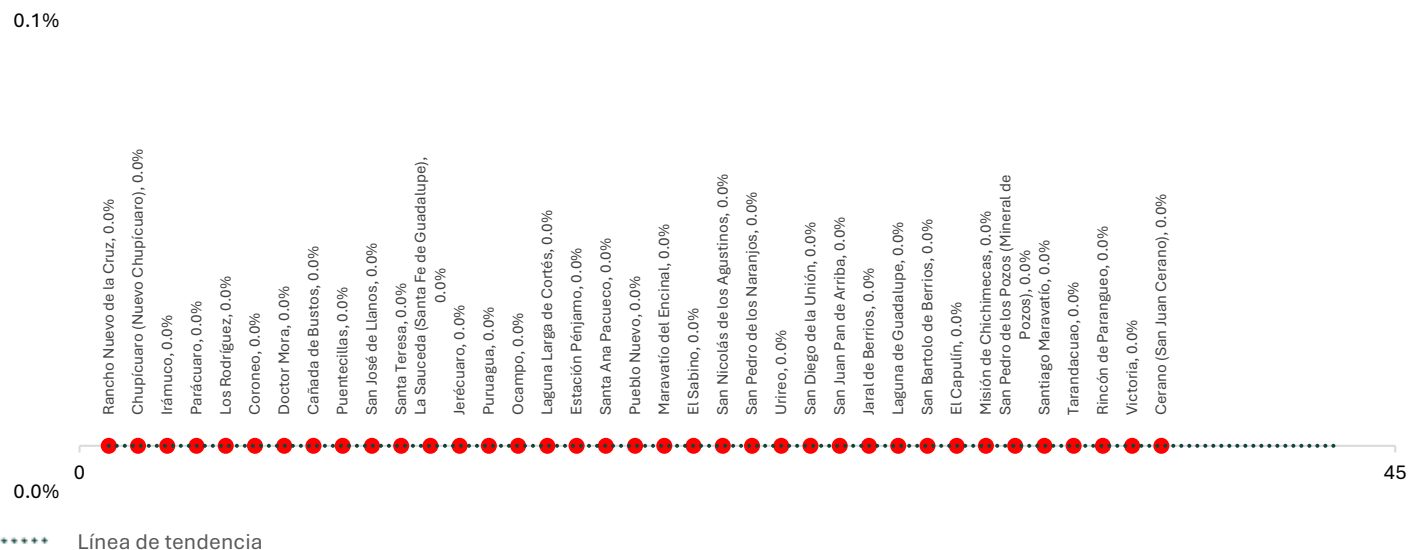 0.1%
Rancho Nuevo de la Cruz, 0.0%
Chupícuaro (Nuevo Chupícuaro), 0.0%
Irámuco, 0.0%
Parácuaro, 0.0%
Los Rodríguez, 0.0%
Coroneo, 0.0%
Doctor Mora, 0.0%
Cañada de Bustos, 0.0%
Puentecillas, 0.0%
San José de Llanos, 0.0%
Santa Teresa, 0.0%
La Sauceda (Santa Fe de Guadalupe),
0.0%
Jerécuaro, 0.0%
Puruagua, 0.0%
Ocampo, 0.0%
Laguna Larga de Cortés, 0.0%
Estación Pénjamo, 0.0%
Santa Ana Pacueco, 0.0%
Pueblo Nuevo, 0.0%
Maravatío del Encinal, 0.0%
El Sabino, 0.0%
San Nicolás de los Agustinos, 0.0%
San Pedro de los Naranjos, 0.0%
Urireo, 0.0%
San Diego de la Unión, 0.0%
San Juan Pan de Arriba, 0.0%
Jaral de Berrios, 0.0%
Laguna de Guadalupe, 0.0%
San Bartolo de Berrios, 0.0%
El Capulín, 0.0%
Misión de Chichimecas, 0.0%
San Pedro de los Pozos (Mineral de
Pozos), 0.0%
Santiago Maravatío, 0.0%
Tarandacuao, 0.0%
Rincón de Parangueo, 0.0%
Victoria, 0.0%
Cerano (San Juan Cerano), 0.0%
0
45
0.0%
Línea de tendencia